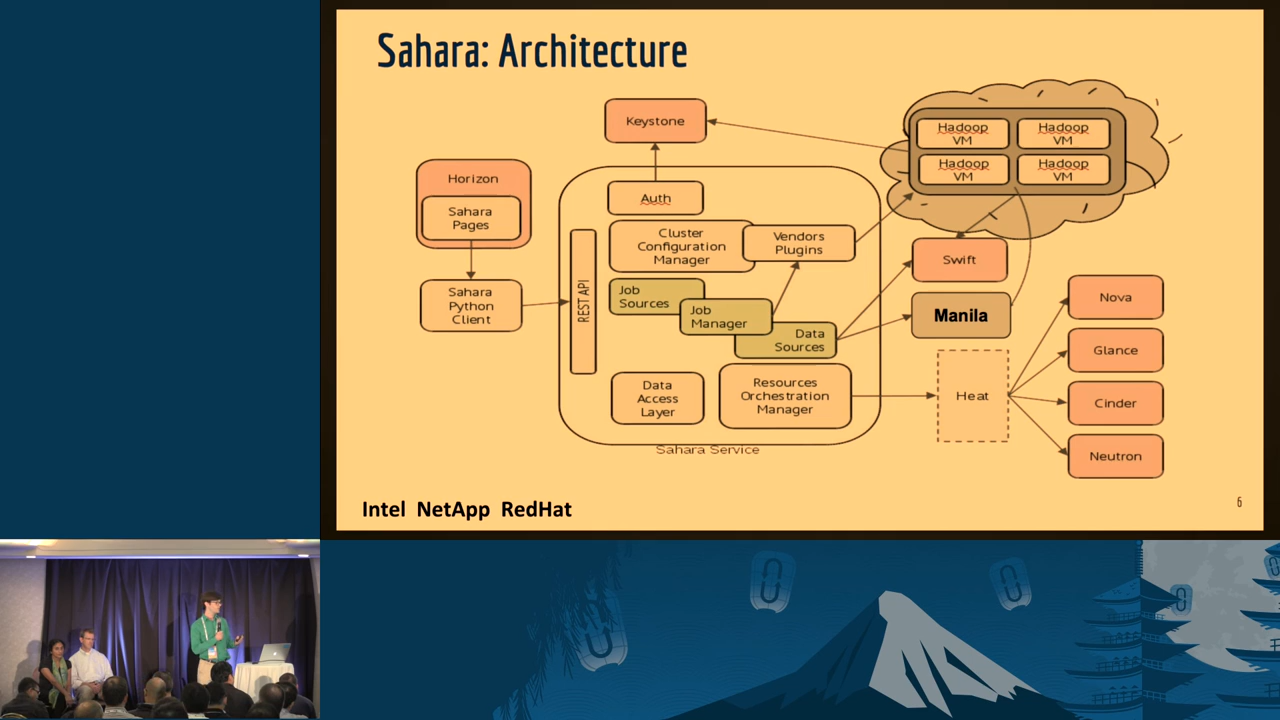 Sahara: Architecture
Keystone
Hadoop
VM
Hadoop
VM
Hadoop
VM
Hadoop
VM
Horizon
Sahara
Pages
Auth
Cluster
Configuration
Manager
Vendors
Plugins
Swift
Sahara
Python
Client
REST API
Job
Sources
Job
Manager
Data
Sources
Manila
Nova
Glance
Data
Access
Layer
Resources
Orchestration
Manager
Heat
Cinder
Neutron
Sahara Service
Intel NetApp RedHat
6